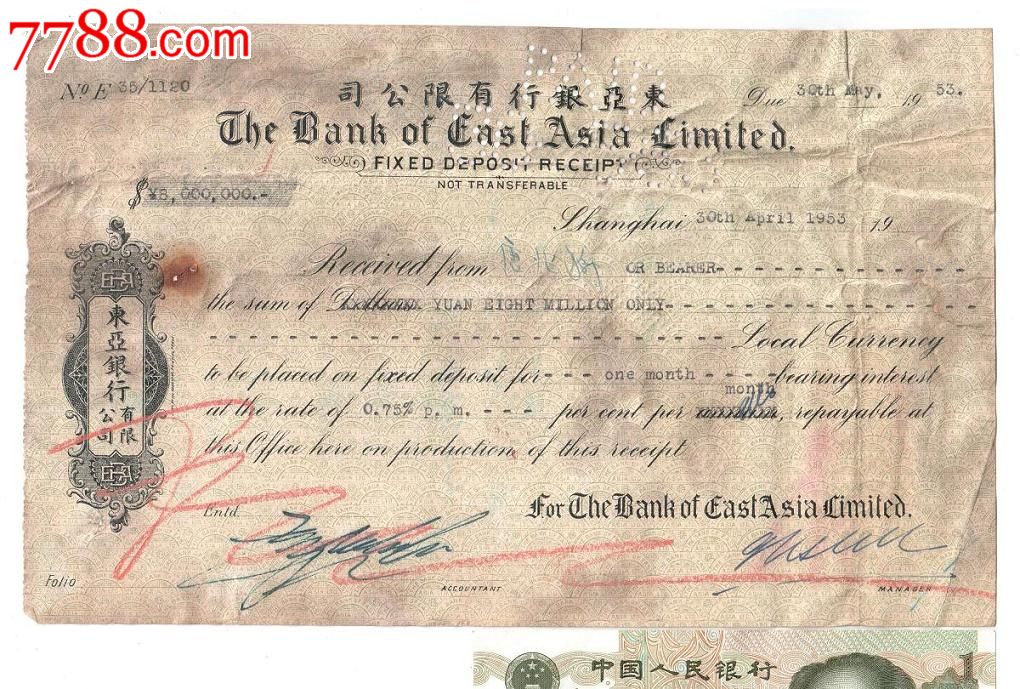 7788.com
PAID
Nº E 35/1120
司公限有行銀亞東
Due 30th May, 19 53.
The Bank of East Asia Limited.
FIXED DEPOSIT RECEIPT
NOT TRANSFERABLE
$ ¥8,000,000.-
Shanghai 30th April 1953 19
Received from OR BEARER- - - - - - - - - - - - - - -
the sum of Dollars. YUAN EIGHT MILLION ONLY- - - - - - - - - - - - - - - - - -
- - - - - - - - - - - - - - - - - - - - - - - - - - - - - - Local Currency
to be placed on fixed deposit for- - - one month - - - -bearing interest
month
at the rate of 0.75% p. m. - - - per cent per annum, repayable at
this Office here on production of this receipt
東亞銀行
有限
公司
For The Bank of East Asia Limited.
Entd.
Folio
ACCOUNTANT
MANAGER
中国人民银行
1